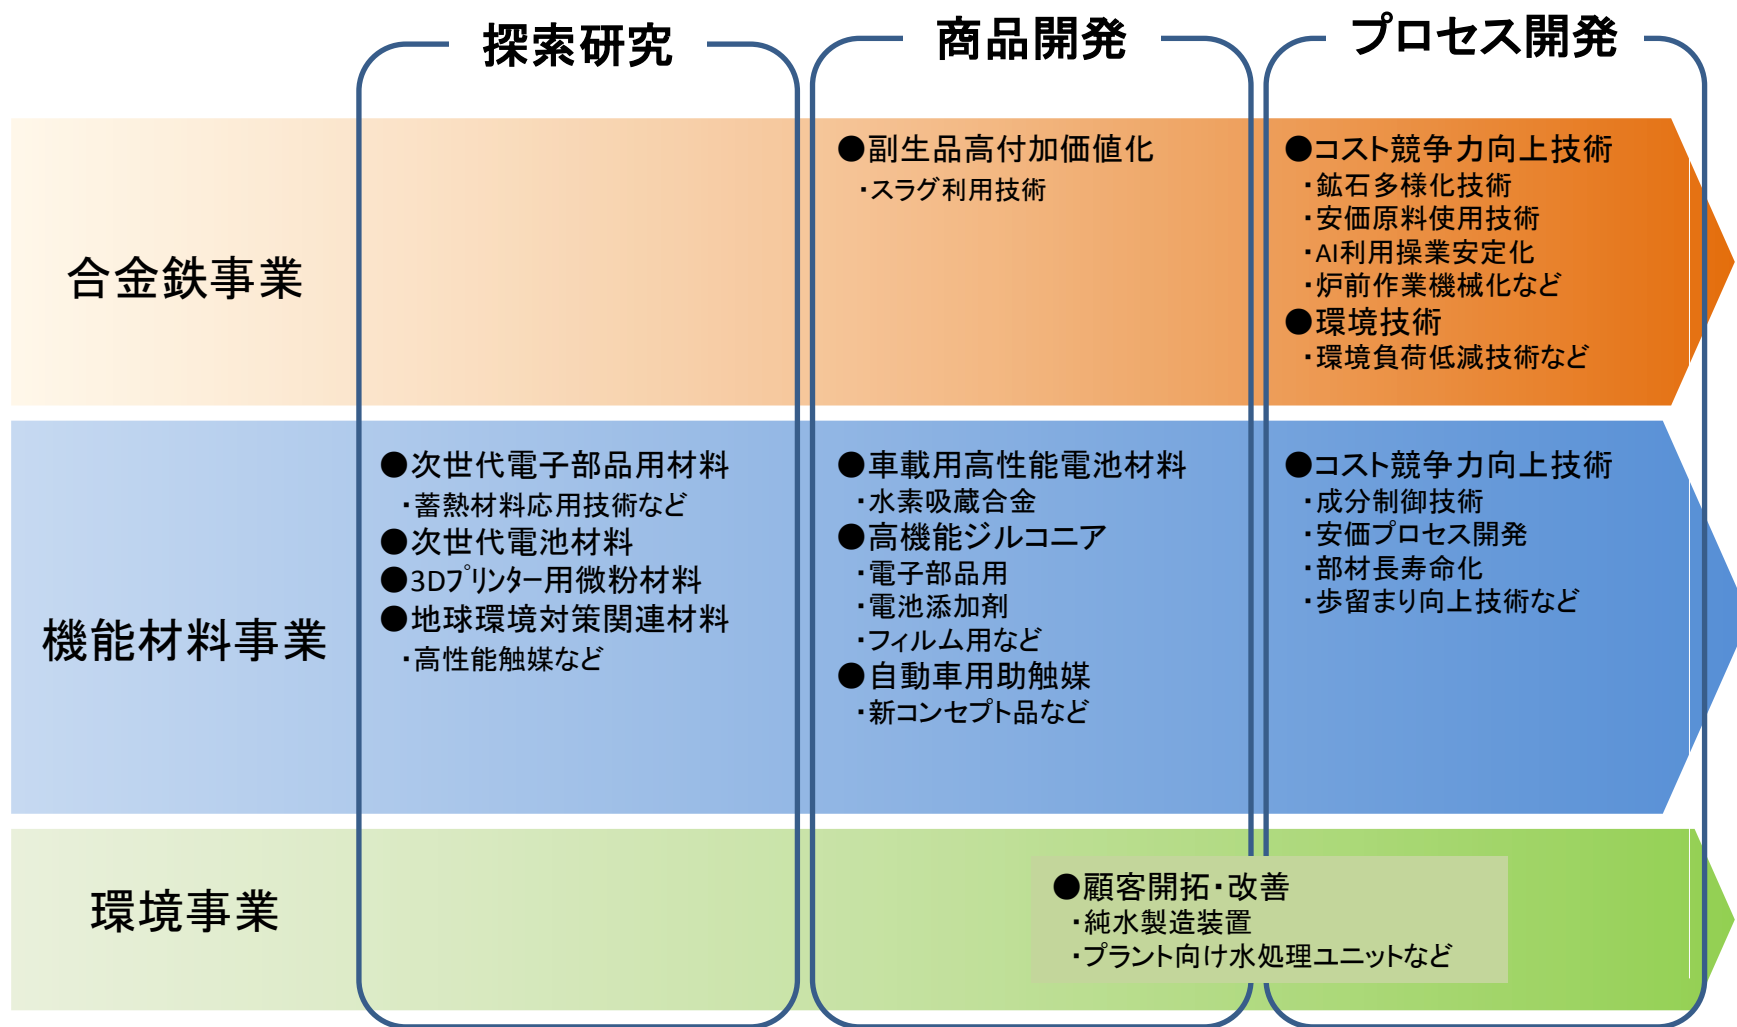 探索研究
商品開発
プロセス開発
合金鉄事業
●副生品高付加価値化
・スラグ利用技術
●コスト競争力向上技術
・鉱石多様化技術
・安価原料使用技術
・AI利用操業安定化
・炉前作業機械化など
●環境技術
・環境負荷低減技術など
機能材料事業
●次世代電子部品用材料
・蓄熱材料応用技術など
●次世代電池材料
●3Dプリンター用微粉材料
●地球環境対策関連材料
・高性能触媒など
●車載用高性能電池材料
・水素吸蔵合金
●高機能ジルコニア
・電子部品用
・電池添加剤
・フィルム用など
●自動車用助触媒
・新コンセプト品など
●コスト競争力向上技術
・成分制御技術
・安価プロセス開発
・部材長寿命化
・歩留まり向上技術など
環境事業
●顧客開拓・改善
・純水製造装置
・プラント向け水処理ユニットなど